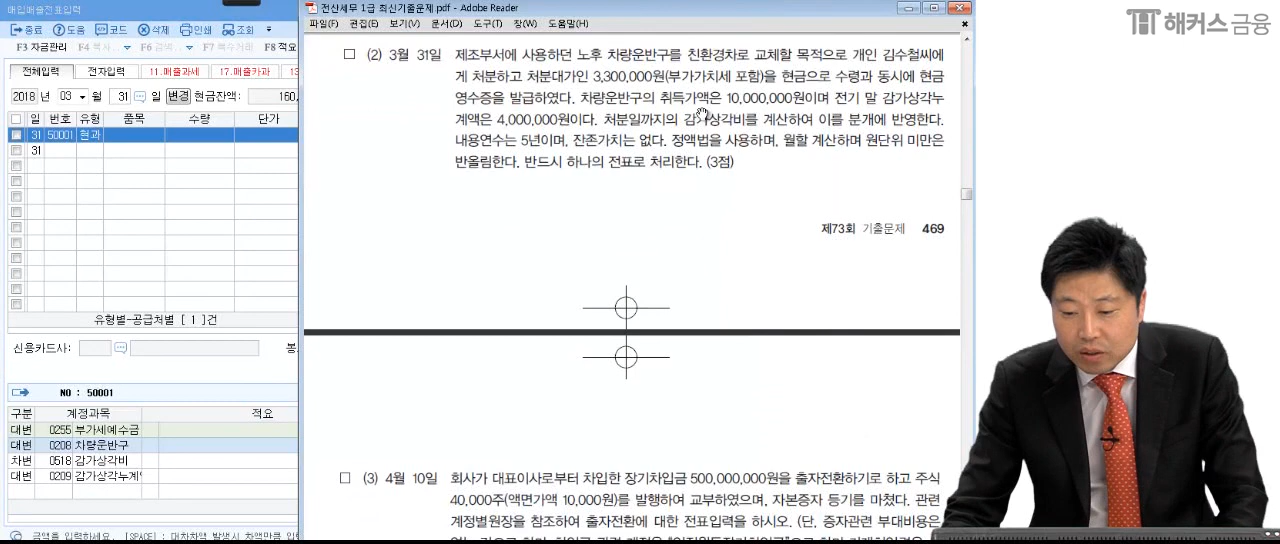 매입매출전표입력
종료 도움 코드 삭제 인쇄 조회
F3 자금관리 F4 F6 F7 F8 적요
전체입력 전자입력 11.매출과세 17.매출카과
2018 년 03 월 31 일 변경 현금잔액: 160,
일 번호 유형 품목 수량 단가
31 50001 현과
31
유형별-공급처별 [ 1 ]건
신용카드사:
NO : 50001
구분 계정과목 적요
대변 0255 부가세예수금
대변 0208 차량운반구
차변 0518 감가상각비
대변 0209 감가상각누계
금액을 입력하세요. [SPACE] : 대차차액 발생시 차액만큼 입
전산세무 1급 최신기출문제.pdf - Adobe Reader
파일(F) 편집(E) 보기(V) 문서(D) 도구(T) 창(W) 도움말(H)
(2) 3월 31일 제조부서에 사용하던 노후 차량운반구를 친환경차로 교체할 목적으로 개인 김수철씨에
게 처분하고 처분대가인 3,300,000원(부가가치세 포함)을 현금으로 수령과 동시에 현금
영수증을 발급하였다. 차량운반구의 취득가액은 10,000,000원이며 전기 말 감가상각누
계액은 4,000,000원이다. 처분일까지의 감가상각비를 계산하여 이를 분개에 반영한다.
내용연수는 5년이며, 잔존가치는 없다. 정액법을 사용하며, 월할 계산하며 원단위 미만은
반올림한다. 반드시 하나의 전표로 처리한다. (3점)
제73회 기출문제 469
(3) 4월 10일 회사가 대표이사로부터 차입한 장기차입금 500,000,000원을 출자전환하기로 하고 주식
40,000주(액면가액 10,000원)를 발행하여 교부하였으며, 자본증자 등기를 마쳤다. 관련
계정별원장을 참조하여 출자전환에 대한 전표입력을 하시오. (단, 증자관련 부대비용은
해커스 금융